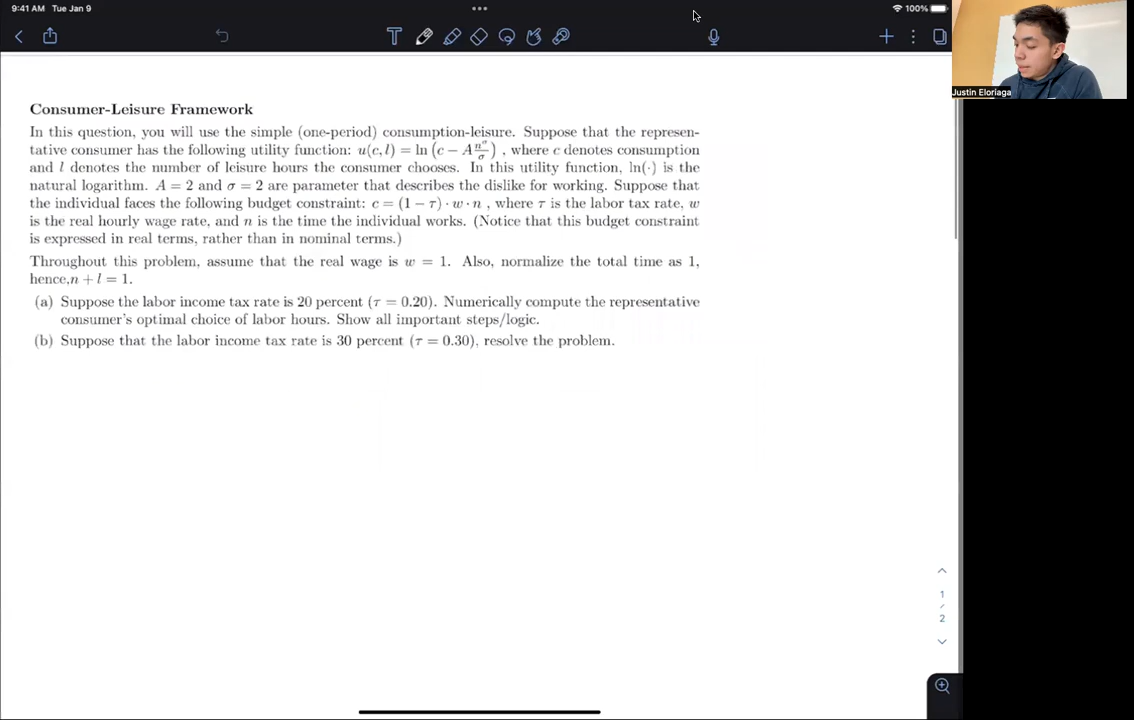 9:41 AM Tue Jan 9
100%
Justin Eloriaga
Consumer-Leisure Framework
In this question, you will use the simple (one-period) consumption-leisure. Suppose that the represen-
tative consumer has the following utility function: u(c, l) = ln (c − A n^σ/σ) , where c denotes consumption
and l denotes the number of leisure hours the consumer chooses. In this utility function, ln(·) is the
natural logarithm. A = 2 and σ = 2 are parameter that describes the dislike for working. Suppose that
the individual faces the following budget constraint: c = (1 − τ) · w · n , where τ is the labor tax rate, w
is the real hourly wage rate, and n is the time the individual works. (Notice that this budget constraint
is expressed in real terms, rather than in nominal terms.)
Throughout this problem, assume that the real wage is w = 1. Also, normalize the total time as 1,
hence,n + l = 1.
(a) Suppose the labor income tax rate is 20 percent (τ = 0.20). Numerically compute the representative
consumer's optimal choice of labor hours. Show all important steps/logic.
(b) Suppose that the labor income tax rate is 30 percent (τ = 0.30), resolve the problem.
1
/
2